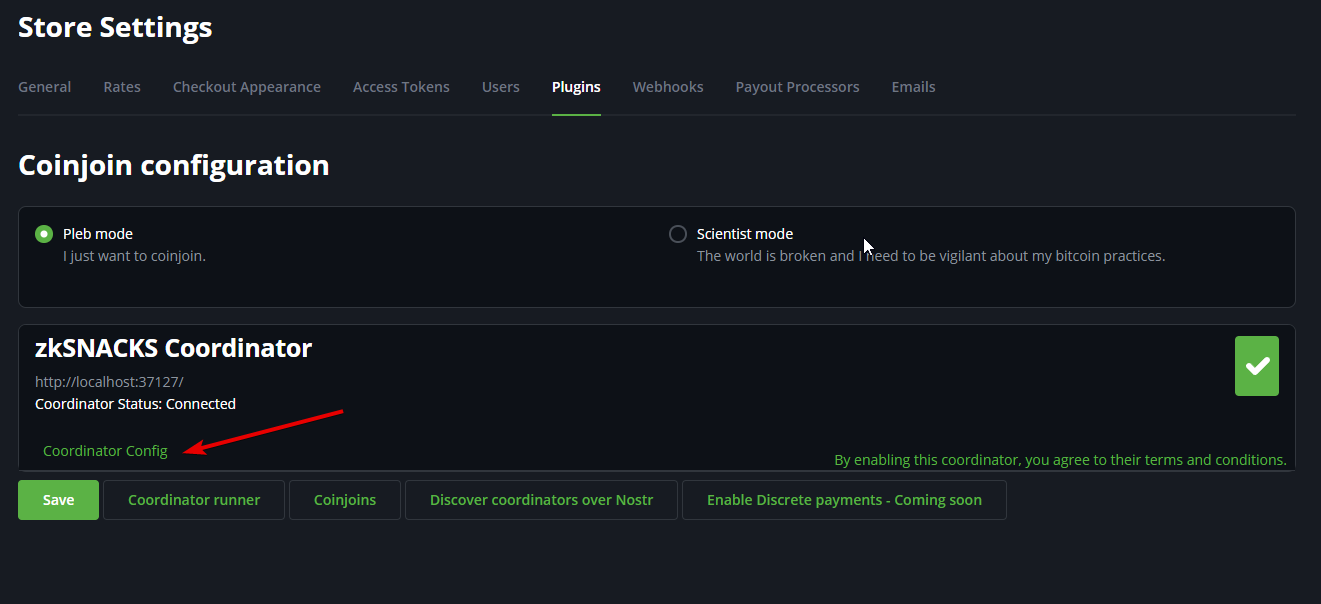 Store Settings
General Rates Checkout Appearance Access Tokens Users Plugins Webhooks Payout Processors Emails
Coinjoin configuration
Pleb mode
I just want to coinjoin.
Scientist mode
The world is broken and I need to be vigilant about my bitcoin practices.
zkSNACKS Coordinator
http://localhost:37127/
Coordinator Status: Connected
Coordinator Config
By enabling this coordinator, you agree to their terms and conditions.
Save Coordinator runner Coinjoins Discover coordinators over Nostr Enable Discrete payments - Coming soon